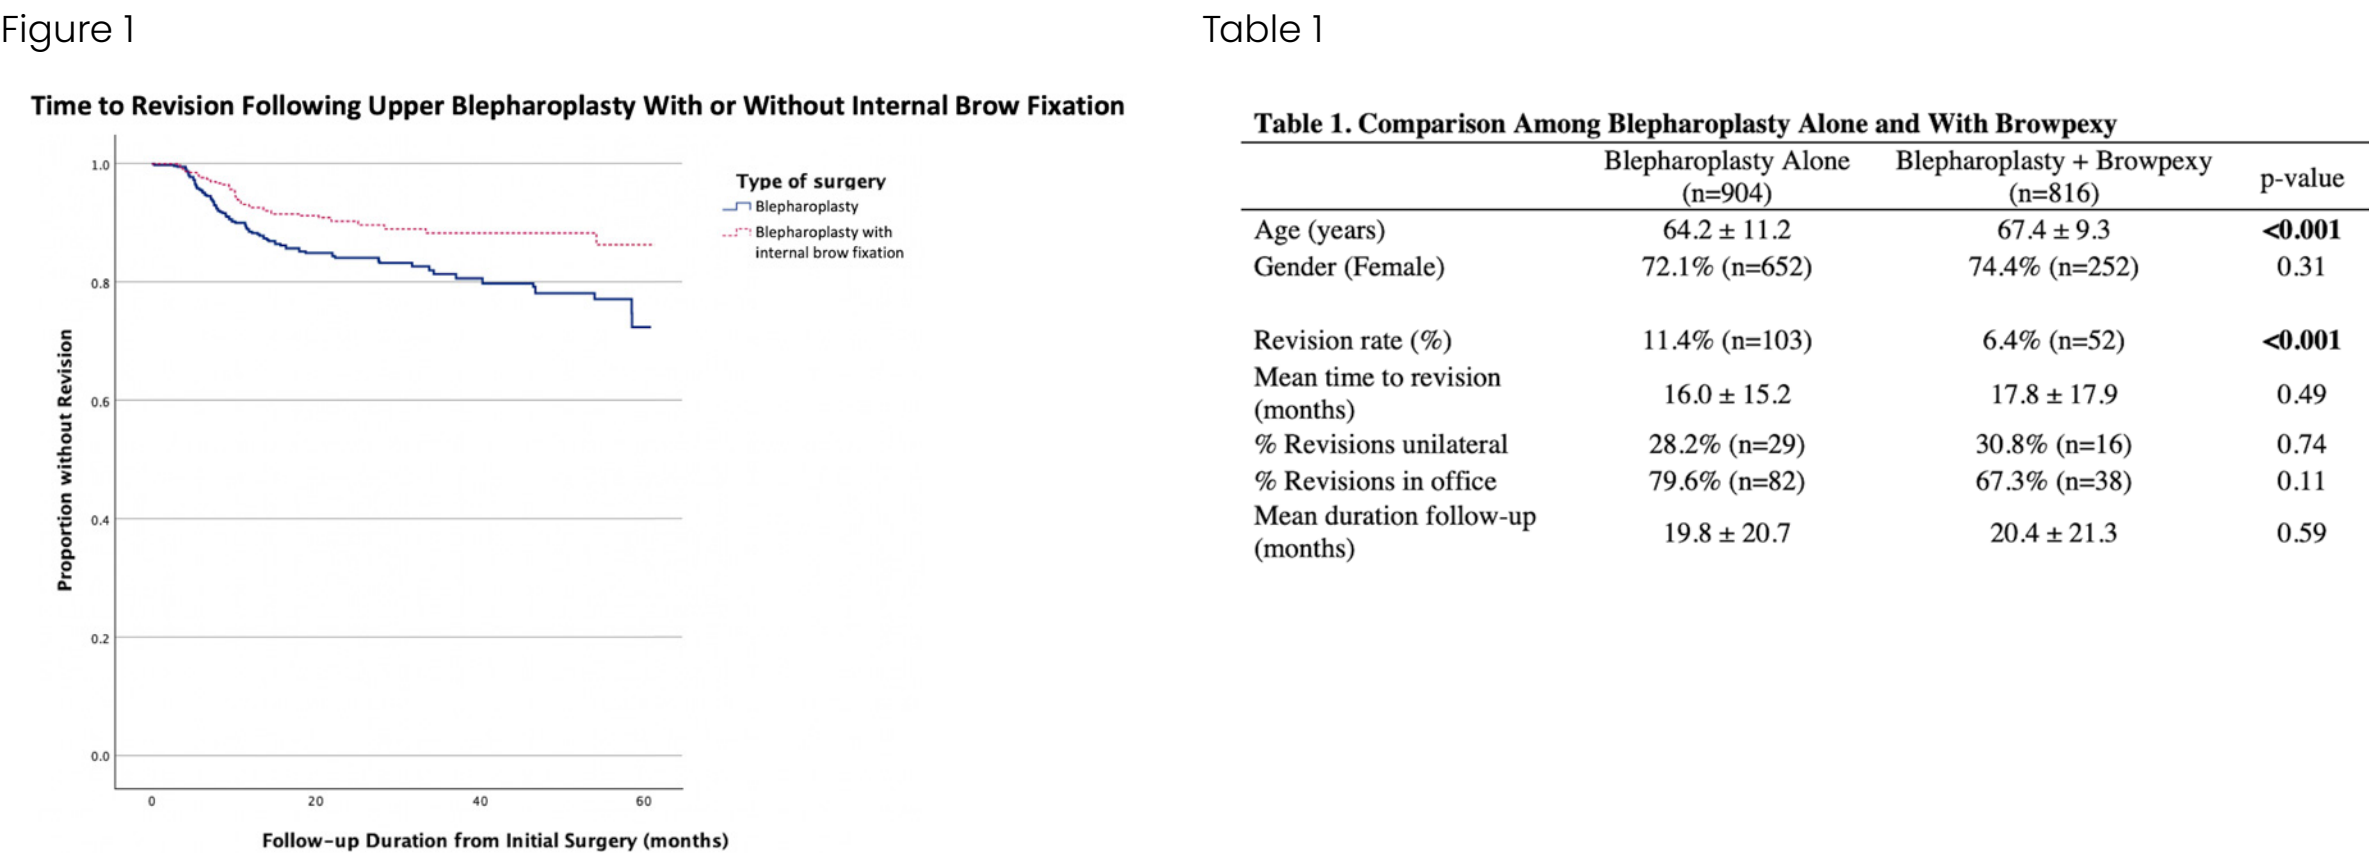 Figure 1
Time to Revision Following Upper Blepharoplasty With or Without Internal Brow Fixation
Proportion without Revision
1.0
0.8
0.6
0.4
0.2
0.0
0 20 40 60
Follow-up Duration from Initial Surgery (months)
Type of surgery
Blepharoplasty
Blepharoplasty with
internal brow fixation
Table 1
Table 1. Comparison Among Blepharoplasty Alone and With Browpexy
Blepharoplasty Alone (n=904) Blepharoplasty + Browpexy (n=816) p-value
Age (years) 64.2 ± 11.2 67.4 ± 9.3 <0.001
Gender (Female) 72.1% (n=652) 74.4% (n=252) 0.31
Revision rate (%) 11.4% (n=103) 6.4% (n=52) <0.001
Mean time to revision
(months) 16.0 ± 15.2 17.8 ± 17.9 0.49
% Revisions unilateral 28.2% (n=29) 30.8% (n=16) 0.74
% Revisions in office 79.6% (n=82) 67.3% (n=38) 0.11
Mean duration follow-up
(months) 19.8 ± 20.7 20.4 ± 21.3 0.59